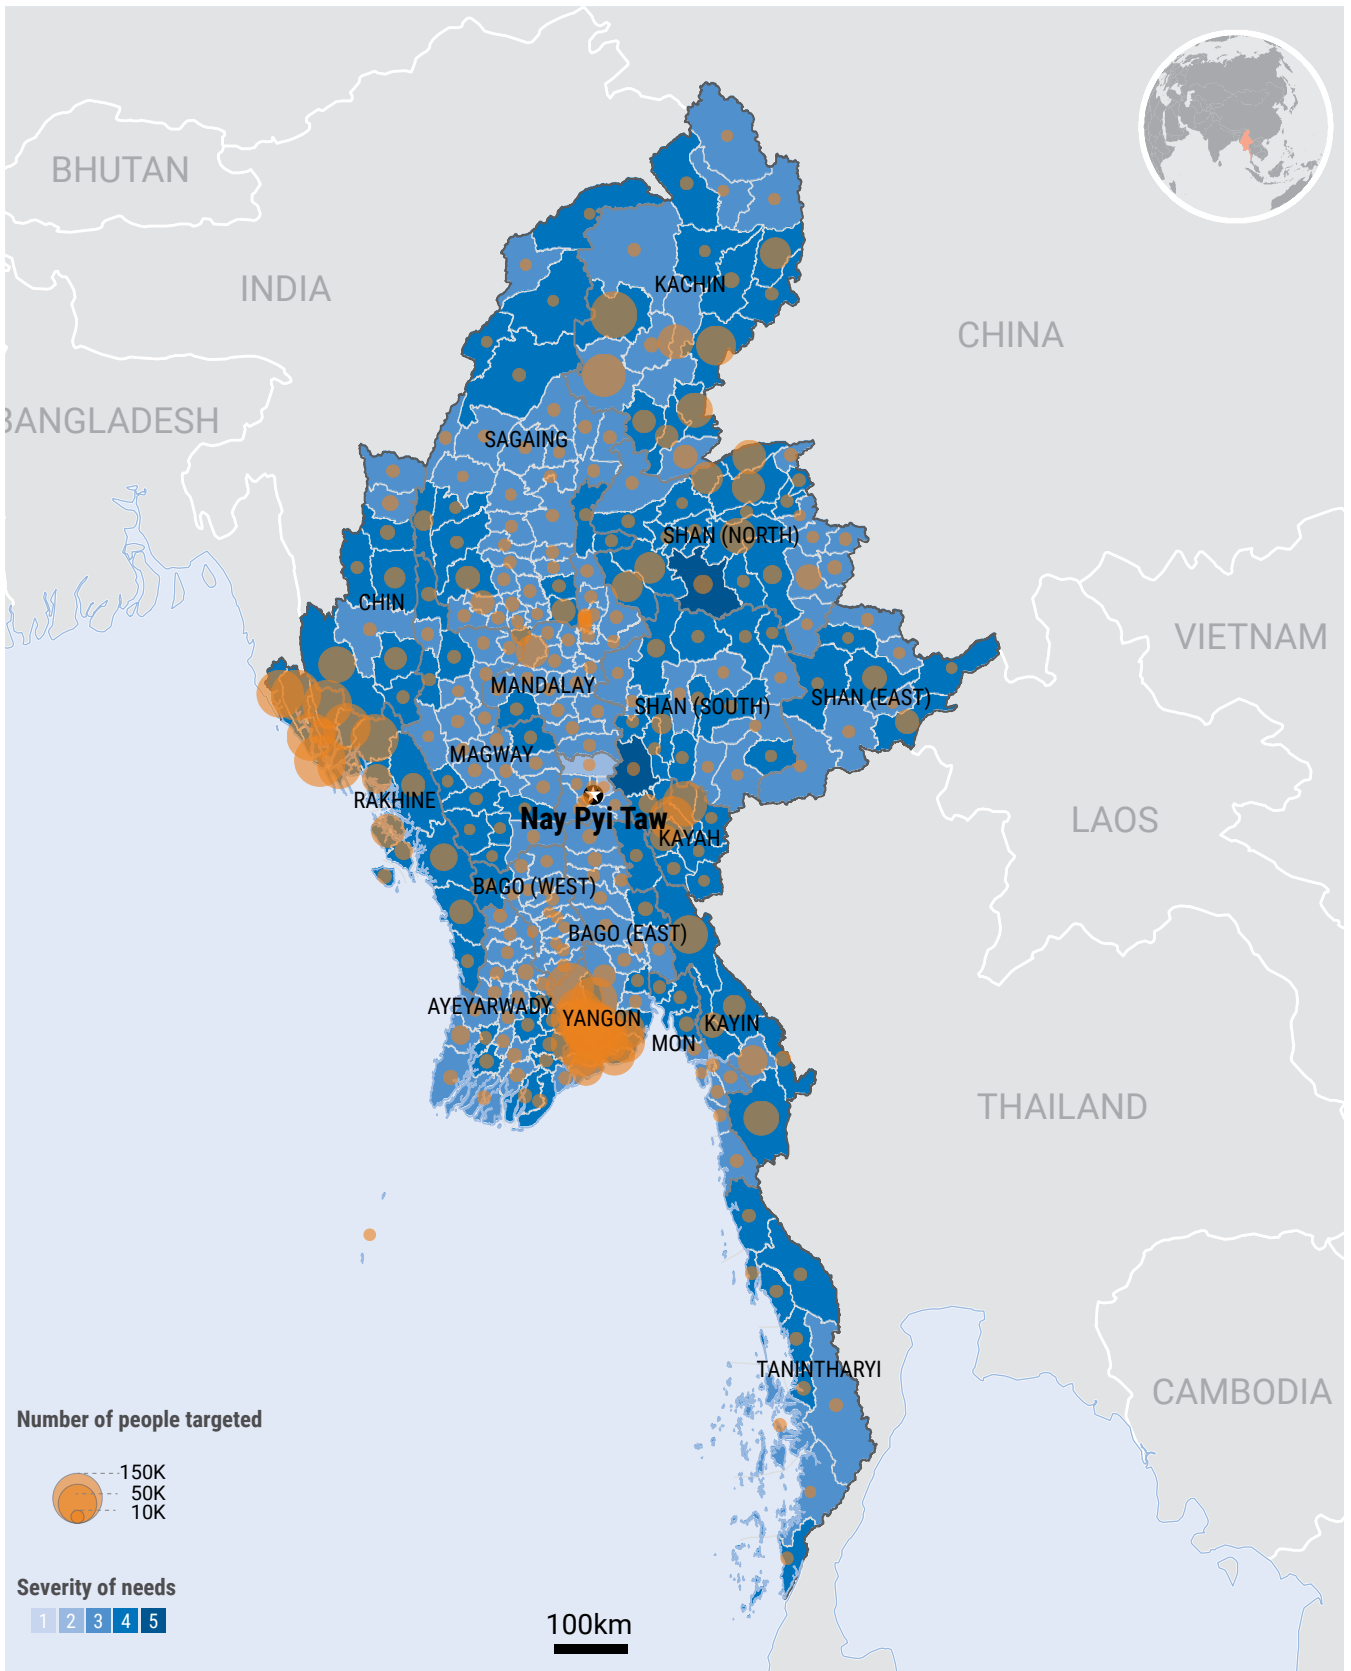 BHUTAN
INDIA
KACHIN
CHINA
BANGLADESH
SAGAING
SHAN (NORTH)
CHIN
VIETNAM
MANDALAY
SHAN (EAST)
SHAN (SOUTH)
MAGWAY
RAKHINE
Nay Pyi Taw
LAOS
KAYAH
BAGO (WEST)
BAGO (EAST)
AYEYARWADY
YANGON
KAYIN
MON
THAILAND
TANINTHARYI
CAMBODIA
Number of people targeted
150K
50K
10K
Severity of needs
1 2 3 4 5
100km